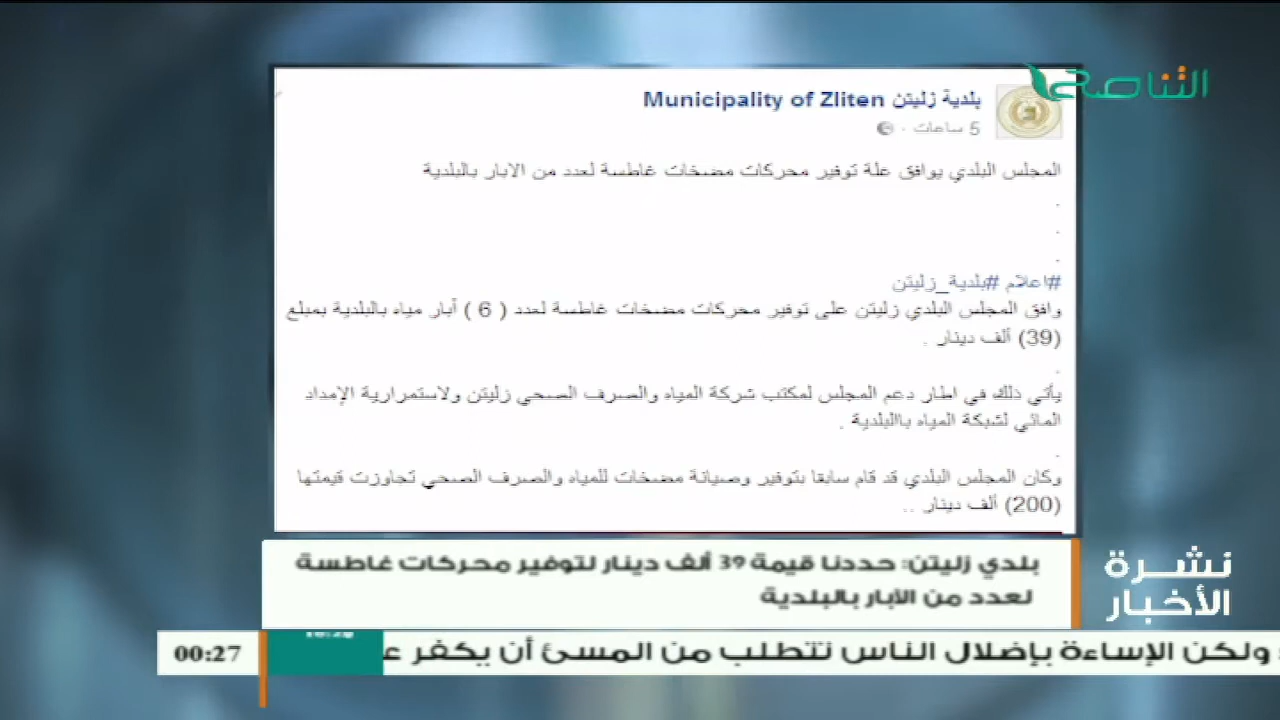 التناصح
بلدية زليتن Municipality of Zliten
5 ساعات ·
المجلس البلدي يوافق علة توفير محركات مضخات غاطسة لعدد من الابار بالبلدية
.
.
.
#اعلام #بلدية_زليتن
وافق المجلس البلدي زليتن على توفير محركات مضخات غاطسة لعدد ( 6 ) آبار مياه بالبلدية بمبلغ
(39) ألف دينار .
.
يأتي ذلك في اطار دعم المجلس لمكتب شركة المياه والصرف الصحي زليتن ولاستمرارية الإمداد
المائي لشبكة المياه باالبلدية .
.
وكان المجلس البلدي قد قام سابقا بتوفير وصيانة مضخات للمياه والصرف الصحي تجاوزت قيمتها
(200) ألف دينار ..
بلدي زليتن: حددنا قيمة 39 ألف دينار لتوفير محركات غاطسة
لعدد من الآبار بالبلدية
نشرة
الأخبار
ولكن الإساءة بإضلال الناس تتطلب من المسئ أن يكفر ع
00:27